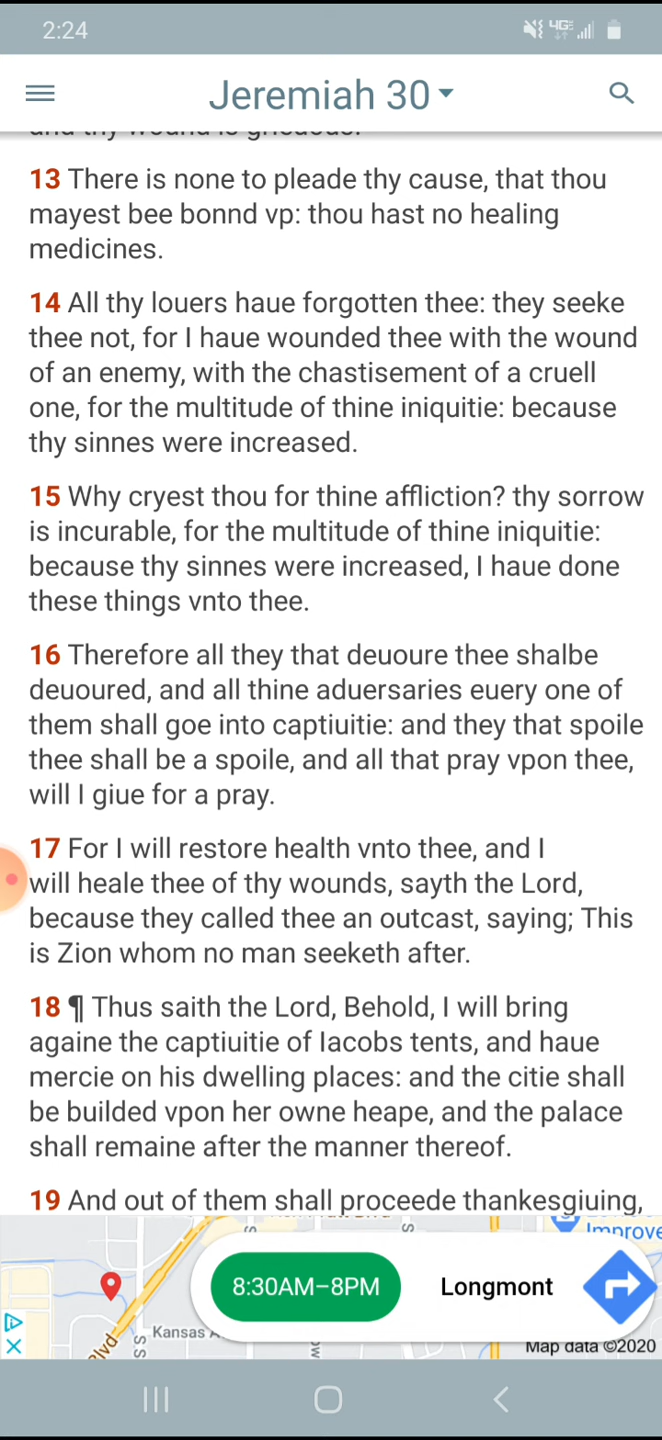 2:24
4GE
Jeremiah 30
and thy wound is grieuous.
13 There is none to pleade thy cause, that thou
mayest bee bonnd vp: thou hast no healing
medicines.
14 All thy louers haue forgotten thee: they seeke
thee not, for I haue wounded thee with the wound
of an enemy, with the chastisement of a cruell
one, for the multitude of thine iniquitie: because
thy sinnes were increased.
15 Why cryest thou for thine affliction? thy sorrow
is incurable, for the multitude of thine iniquitie:
because thy sinnes were increased, I haue done
these things vnto thee.
16 Therefore all they that deuoure thee shalbe
deuoured, and all thine aduersaries euery one of
them shall goe into captiuitie: and they that spoile
thee shall be a spoile, and all that pray vpon thee,
will I giue for a pray.
17 For I will restore health vnto thee, and I
will heale thee of thy wounds, sayth the Lord,
because they called thee an outcast, saying; This
is Zion whom no man seeketh after.
18 ¶ Thus saith the Lord, Behold, I will bring
againe the captiuitie of Iacobs tents, and haue
mercie on his dwelling places: and the citie shall
be builded vpon her owne heape, and the palace
shall remaine after the manner thereof.
19 And out of them shall proceede thankesgiuing,
Improve
8:30AM–8PM
Longmont
Kansas A
lvd
S S
Map data ©2020